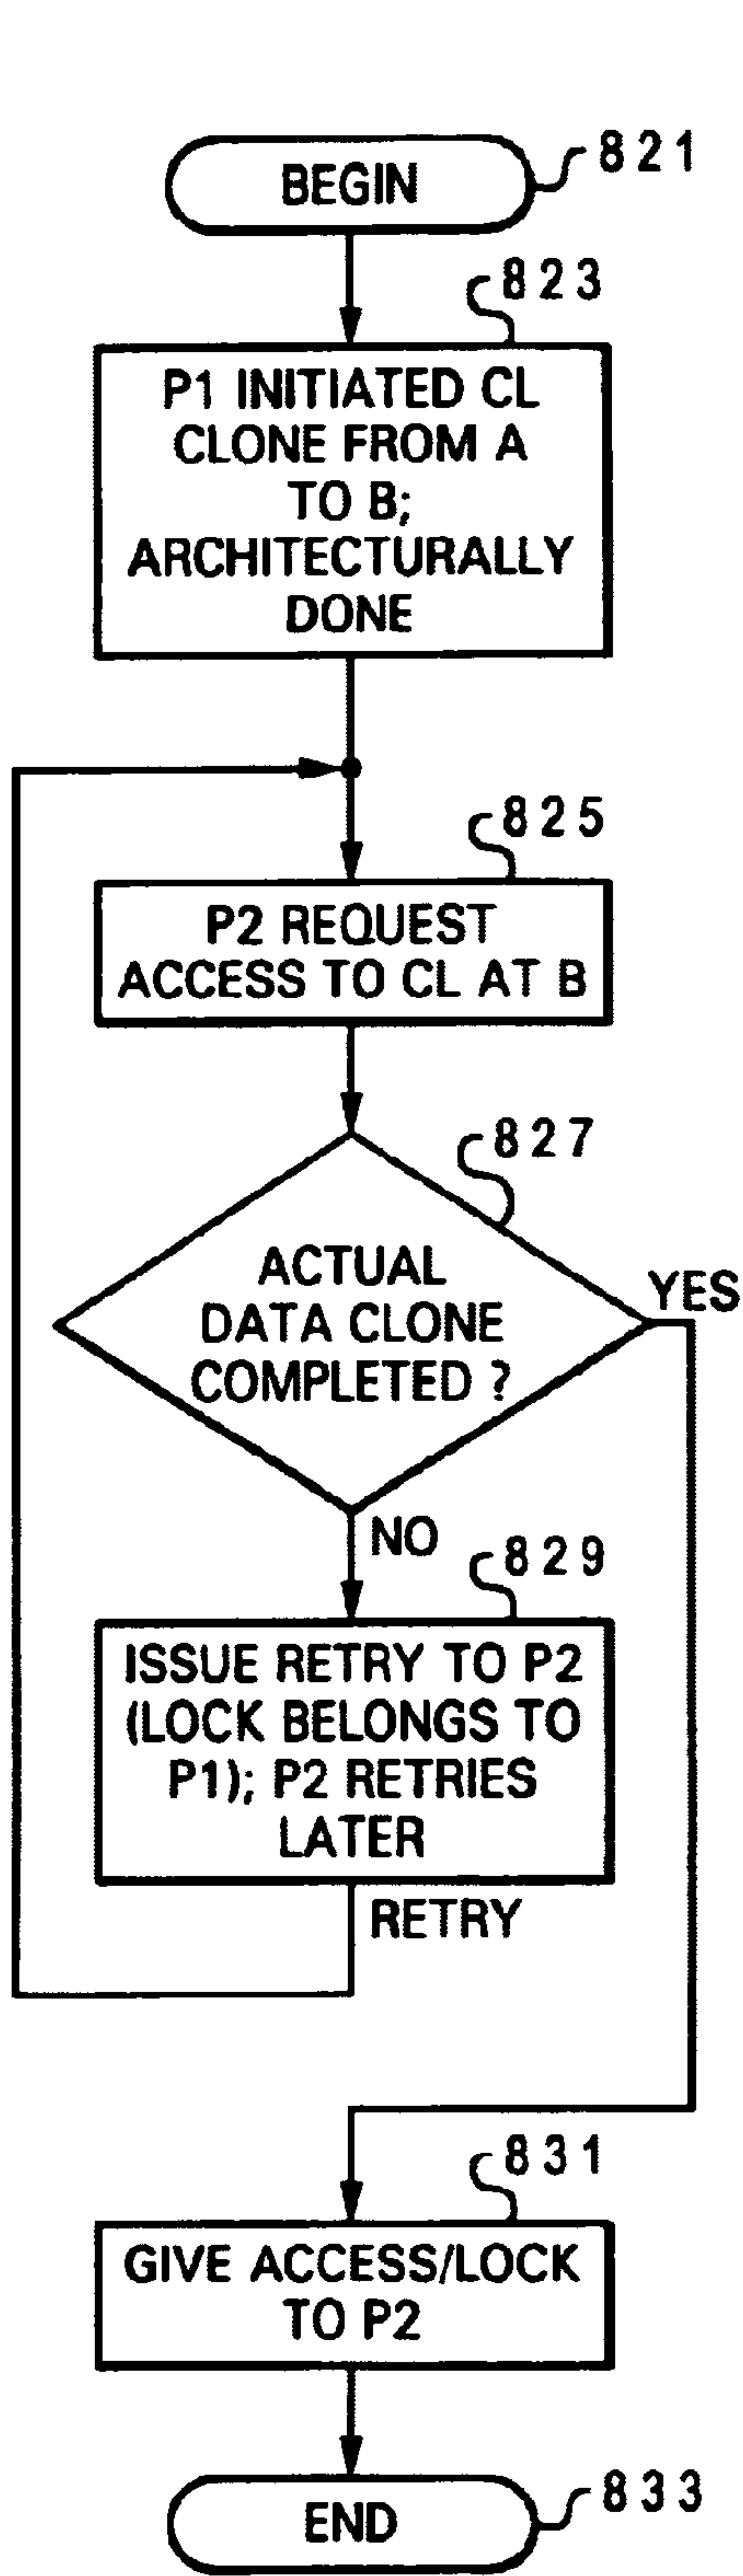 BEGIN
821
823
P1 INITIATED CL
CLONE FROM A
TO B;
ARCHITECTURALLY
DONE
825
P2 REQUEST
ACCESS TO CL AT B
827
ACTUAL
DATA CLONE
COMPLETED ?
YES
NO
829
ISSUE RETRY TO P2
(LOCK BELONGS TO
P1); P2 RETRIES
LATER
RETRY
831
GIVE ACCESS/LOCK
TO P2
END
833